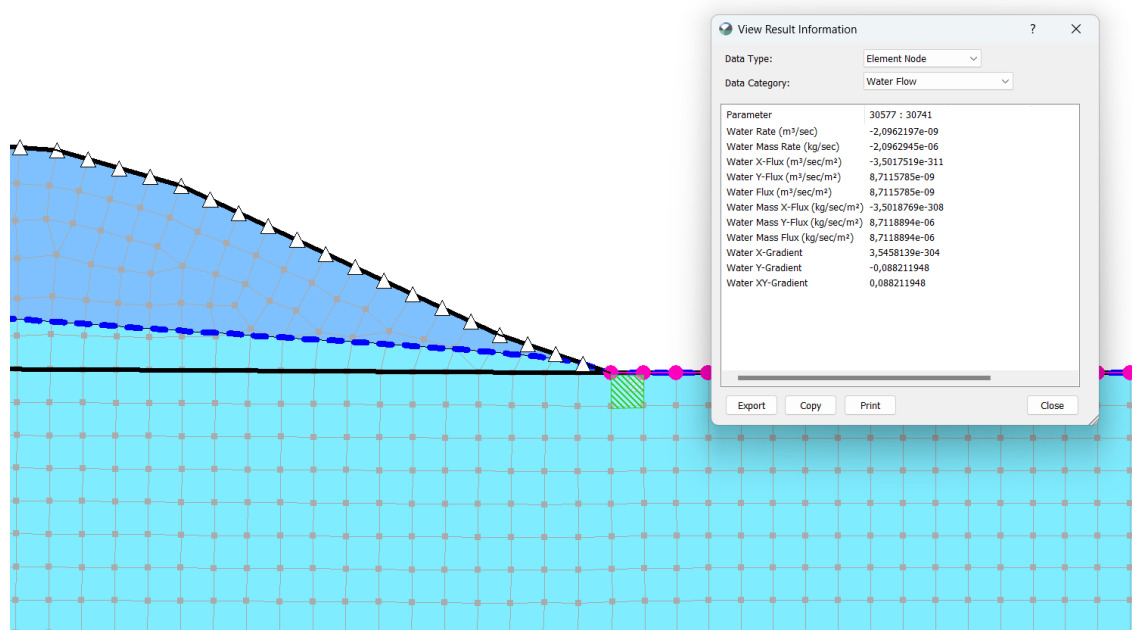 View Result Information ? X
Data Type: Element Node
Data Category: Water Flow
Parameter 30577 : 30741
Water Rate (m³/sec) -2,0962197e-09
Water Mass Rate (kg/sec) -2,0962945e-06
Water X-Flux (m³/sec/m²) -3,5017519e-311
Water Y-Flux (m³/sec/m²) 8,7115785e-09
Water Flux (m³/sec/m²) 8,7115785e-09
Water Mass X-Flux (kg/sec/m²) -3,5018769e-308
Water Mass Y-Flux (kg/sec/m²) 8,7118894e-06
Water Mass Flux (kg/sec/m²) 8,7118894e-06
Water X-Gradient 3,5458139e-304
Water Y-Gradient -0,088211948
Water XY-Gradient 0,088211948
Export Copy Print Close